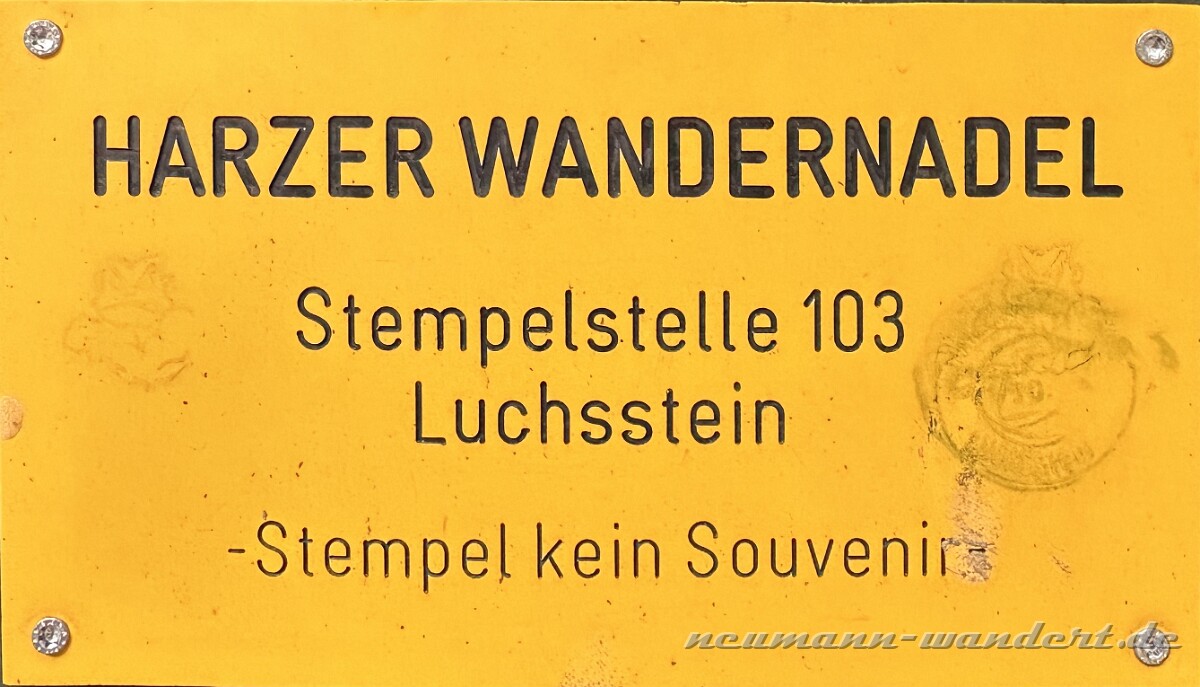 HARZER WANDERNADEL
Stempelstelle 103
Luchsstein
-Stempel kein Souvenir-
neumann-wandert.de